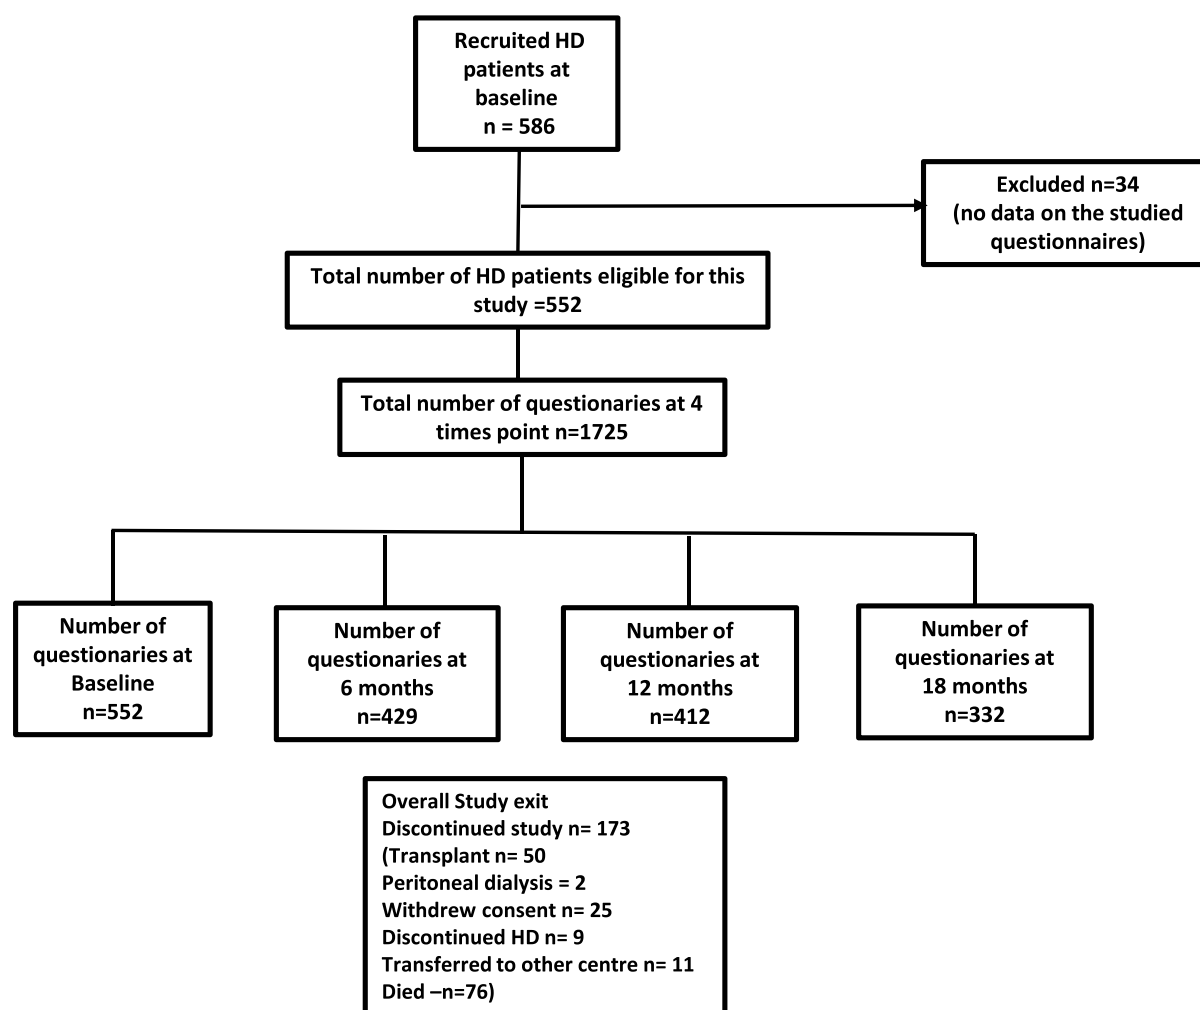 Recruited HD
patients at
baseline
n = 586
Excluded n=34
(no data on the studied
questionnaires)
Total number of HD patients eligible for this
study =552
Total number of questionaries at 4
times point n=1725
Number of
questionaries at
Baseline
n=552
Number of
questionaries at
6 months
n=429
Number of
questionaries at
12 months
n=412
Number of
questionaries at
18 months
n=332
Overall Study exit
Discontinued study n= 173
(Transplant n= 50
Peritoneal dialysis = 2
Withdrew consent n= 25
Discontinued HD n= 9
Transferred to other centre n= 11
Died –n=76)